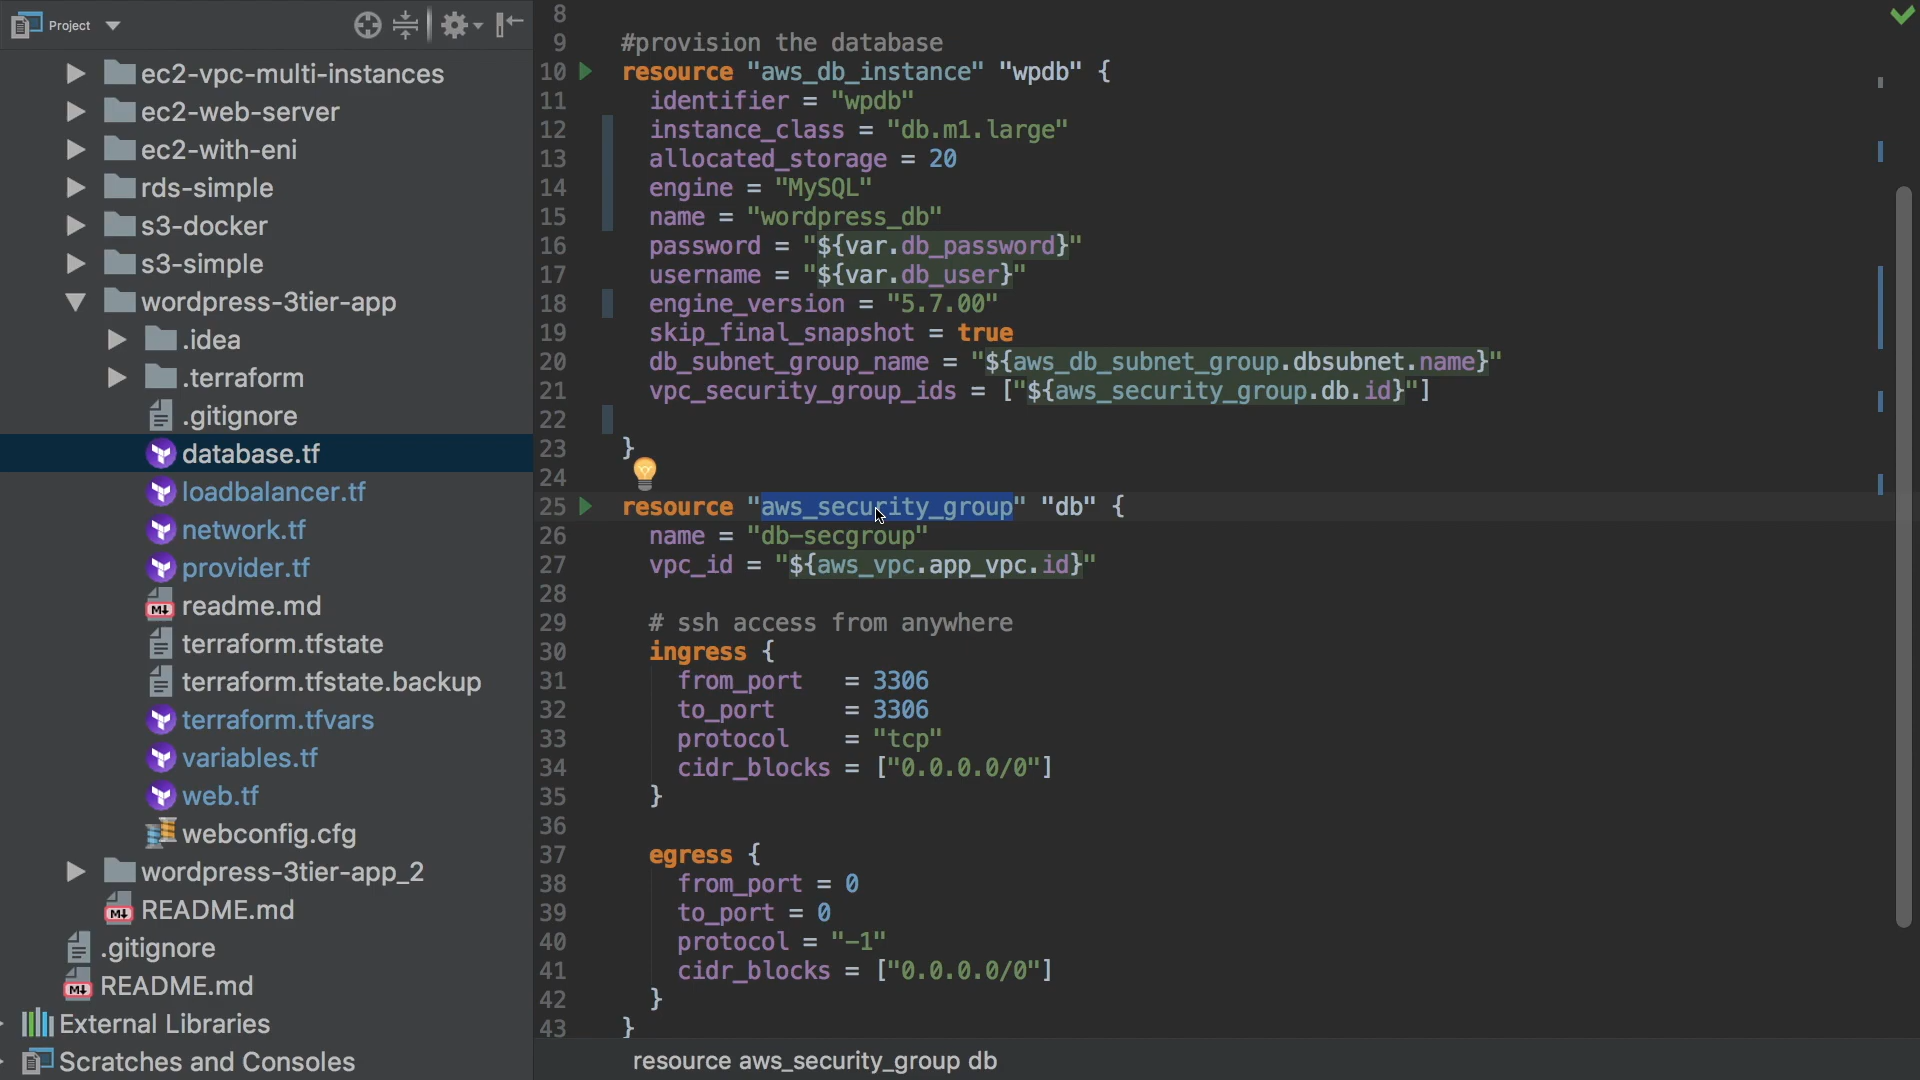 Project
ec2-vpc-multi-instances
ec2-web-server
ec2-with-eni
rds-simple
s3-docker
s3-simple
wordpress-3tier-app
.idea
.terraform
.gitignore
database.tf
loadbalancer.tf
network.tf
provider.tf
readme.md
terraform.tfstate
terraform.tfstate.backup
terraform.tfvars
variables.tf
web.tf
webconfig.cfg
wordpress-3tier-app_2
README.md
.gitignore
README.md
External Libraries
Scratches and Consoles
8
9 #provision the database
10 resource "aws_db_instance" "wpdb" {
11 identifier = "wpdb"
12 instance_class = "db.m1.large"
13 allocated_storage = 20
14 engine = "MySQL"
15 name = "wordpress_db"
16 password = "${var.db_password}"
17 username = "${var.db_user}"
18 engine_version = "5.7.00"
19 skip_final_snapshot = true
20 db_subnet_group_name = "${aws_db_subnet_group.dbsubnet.name}"
21 vpc_security_group_ids = ["${aws_security_group.db.id}"]
22
23 }
24
25 resource "aws_security_group" "db" {
26 name = "db-secgroup"
27 vpc_id = "${aws_vpc.app_vpc.id}"
28
29 # ssh access from anywhere
30 ingress {
31 from_port = 3306
32 to_port = 3306
33 protocol = "tcp"
34 cidr_blocks = ["0.0.0.0/0"]
35 }
36
37 egress {
38 from_port = 0
39 to_port = 0
40 protocol = "-1"
41 cidr_blocks = ["0.0.0.0/0"]
42 }
43 }
resource aws_security_group db